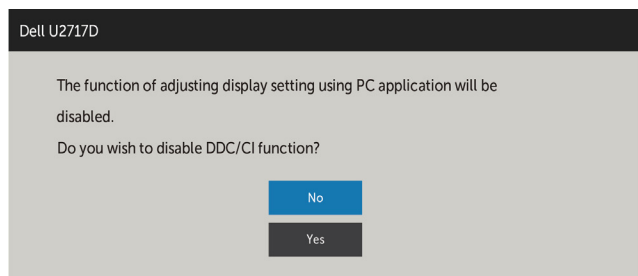 Dell U2717D
The function of adjusting display setting using PC application will be
disabled.
Do you wish to disable DDC/CI function?
No
Yes